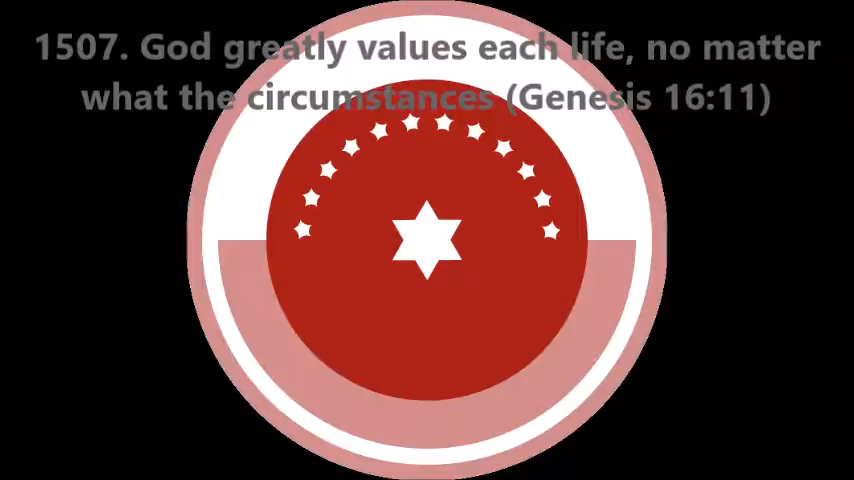 1507. God greatly values each life, no matter
what the circumstances (Genesis 16:11)